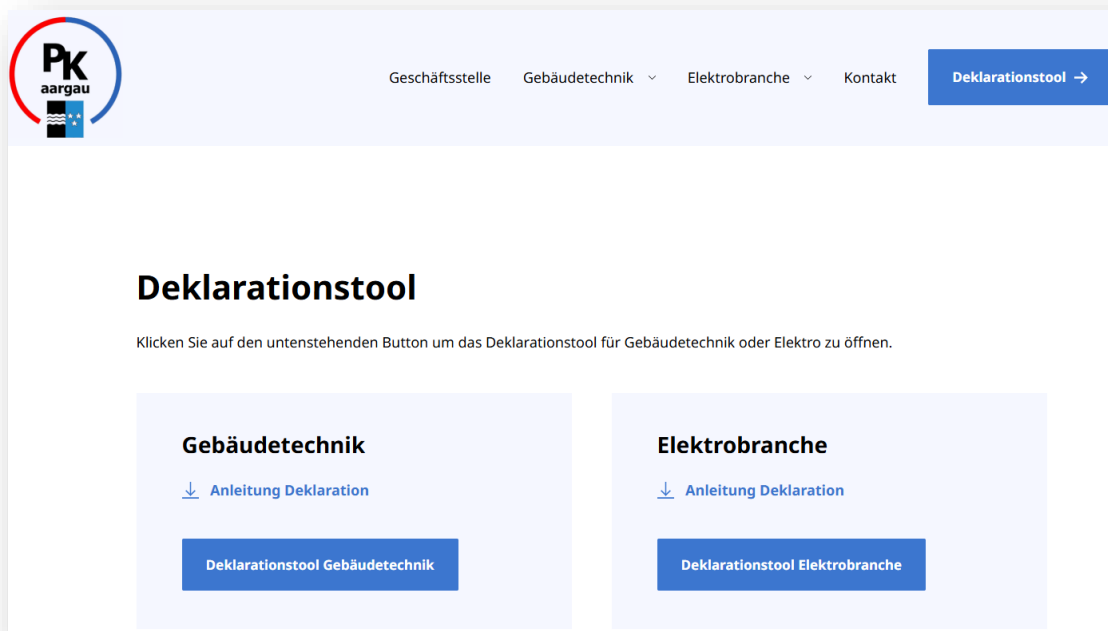 PK
aargau
Geschäftsstelle Gebäudetechnik Elektrobranche Kontakt Deklarationstool →
Deklarationstool
Klicken Sie auf den untenstehenden Button um das Deklarationstool für Gebäudetechnik oder Elektro zu öffnen.
Gebäudetechnik
Anleitung Deklaration
Deklarationstool Gebäudetechnik
Elektrobranche
Anleitung Deklaration
Deklarationstool Elektrobranche